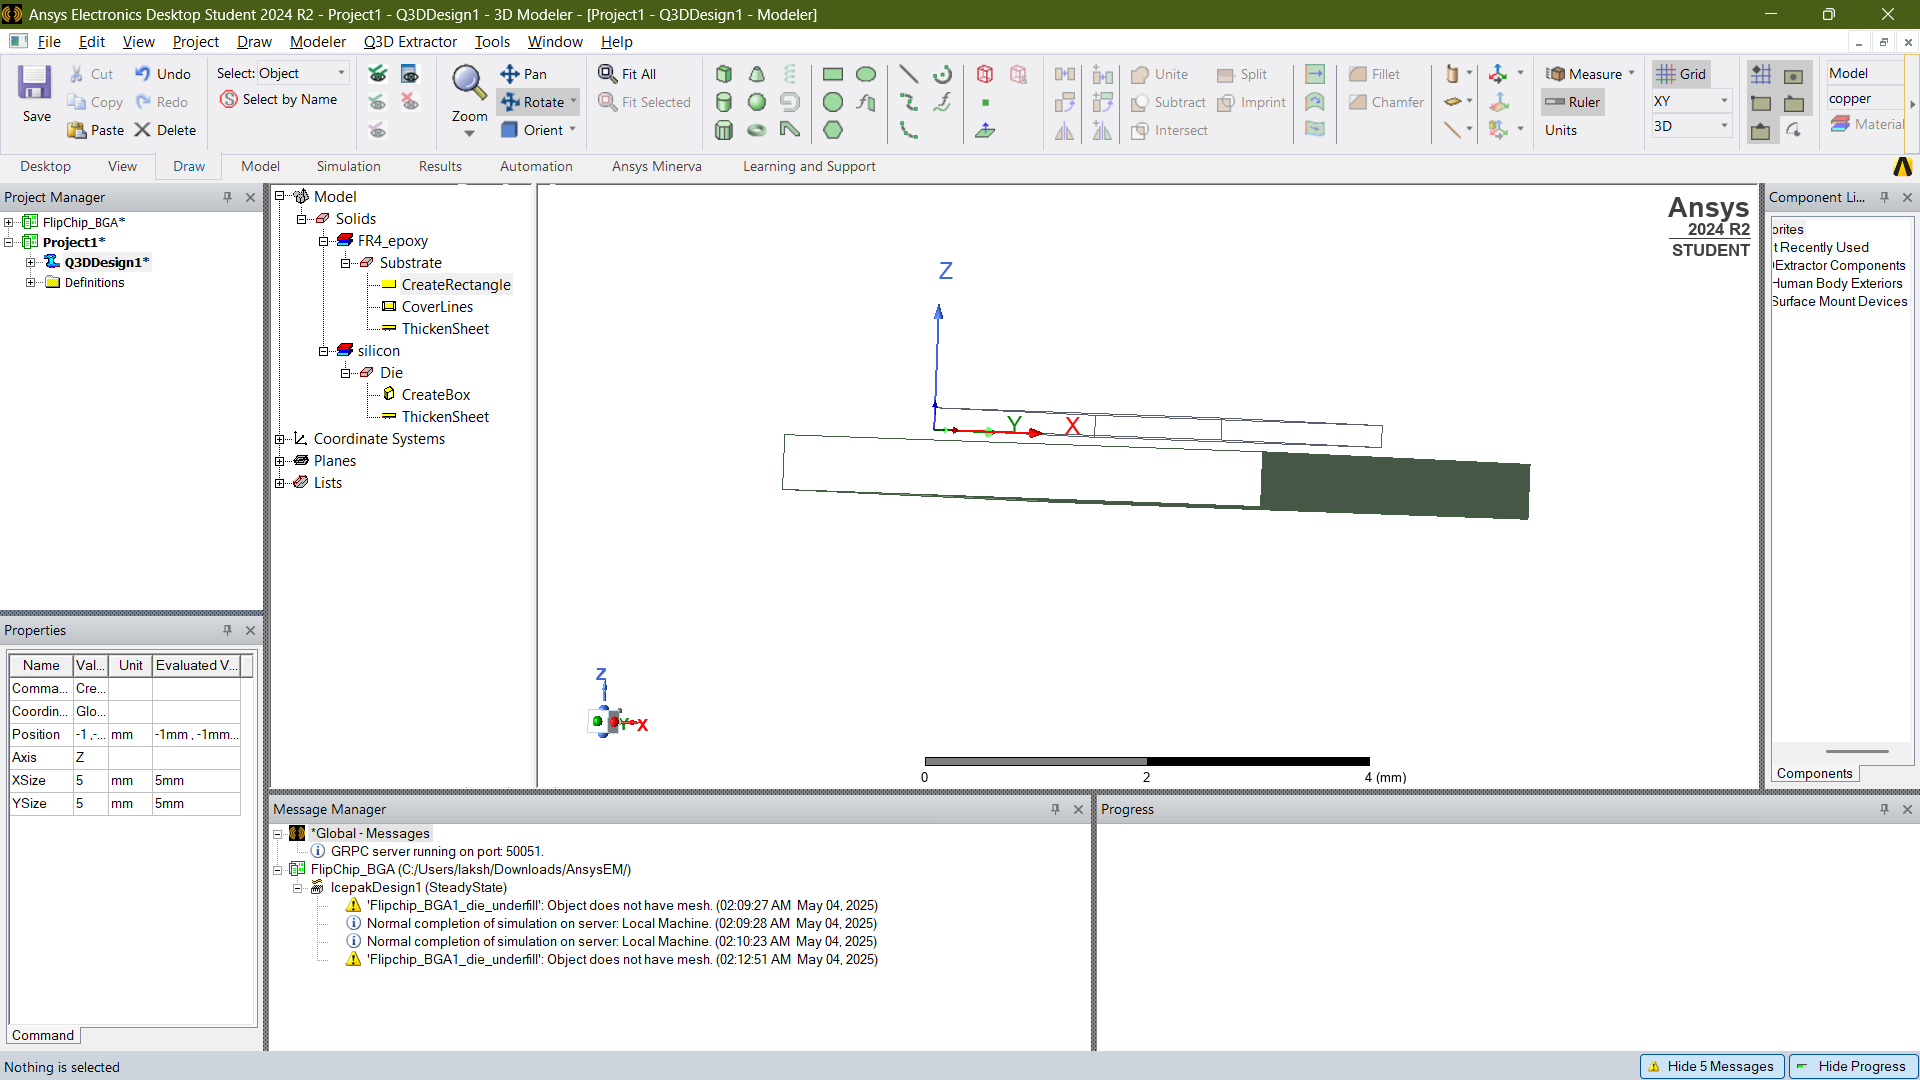 Ansys Electronics Desktop Student 2024 R2 - Project1 - Q3DDesign1 - 3D Modeler - [Project1 - Q3DDesign1 - Modeler]
File Edit View Project Draw Modeler Q3D Extractor Tools Window Help
Save
Cut
Copy
Paste
Undo
Redo
Delete
Select: Object
Select by Name
Zoom
Pan
Rotate
Orient
Fit All
Fit Selected
Unite
Subtract
Intersect
Split
Imprint
Fillet
Chamfer
Measure
Ruler
Units
Grid
XY
3D
Model
copper
Material
Desktop View Draw Model Simulation Results Automation Ansys Minerva Learning and Support
Project Manager
FlipChip_BGA*
Project1*
Q3DDesign1*
Definitions
Model
Solids
FR4_epoxy
Substrate
CreateRectangle
CoverLines
ThickenSheet
silicon
Die
CreateBox
ThickenSheet
Coordinate Systems
Planes
Lists
Ansys
2024 R2
STUDENT
Z
Y
X
Z
Y
X
0 2 4 (mm)
Component Li...
orites
t Recently Used
Extractor Components
Human Body Exteriors
Surface Mount Devices
Components
Properties
Name Val... Unit Evaluated V...
Comma... Cre...
Coordin... Glo...
Position -1 ,-... mm -1mm , -1mm...
Axis Z
XSize 5 mm 5mm
YSize 5 mm 5mm
Command
Message Manager
*Global - Messages
GRPC server running on port: 50051.
FlipChip_BGA (C:/Users/laksh/Downloads/AnsysEM/)
IcepakDesign1 (SteadyState)
'Flipchip_BGA1_die_underfill': Object does not have mesh. (02:09:27 AM May 04, 2025)
Normal completion of simulation on server: Local Machine. (02:09:28 AM May 04, 2025)
Normal completion of simulation on server: Local Machine. (02:10:23 AM May 04, 2025)
'Flipchip_BGA1_die_underfill': Object does not have mesh. (02:12:51 AM May 04, 2025)
Progress
Nothing is selected
Hide 5 Messages
Hide Progress